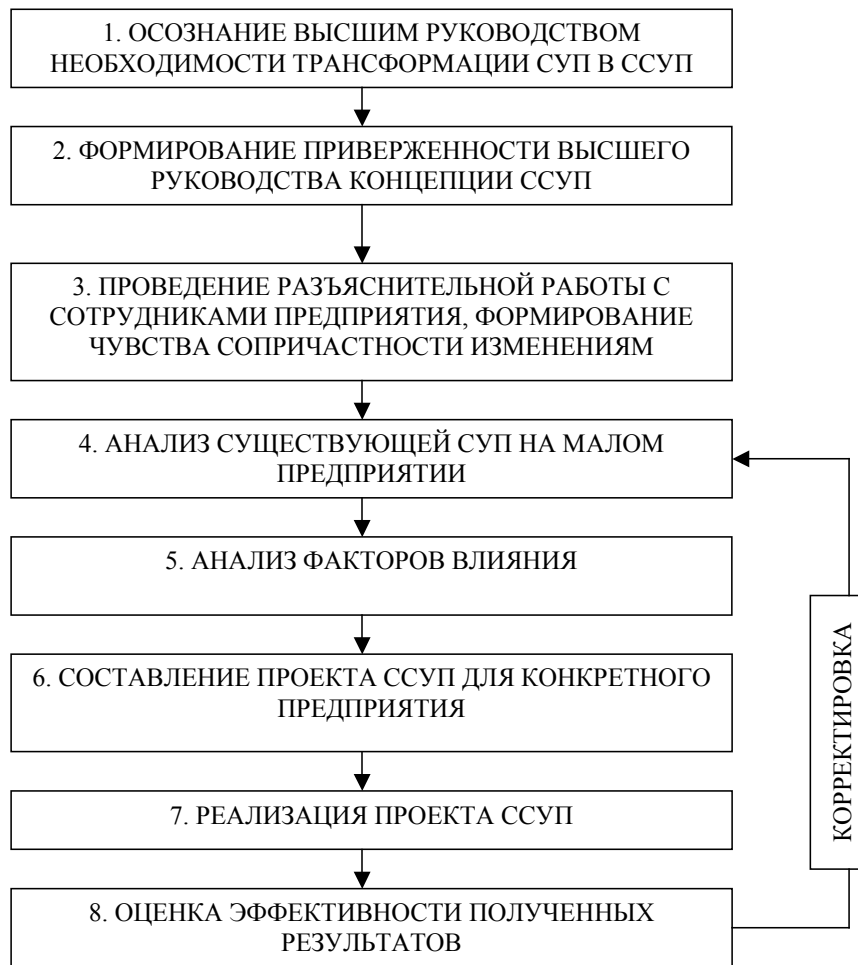 1. ОСОЗНАНИЕ ВЫСШИМ РУКОВОДСТВОМ
НЕОБХОДИМОСТИ ТРАНСФОРМАЦИИ СУП В ССУП
2. ФОРМИРОВАНИЕ ПРИВЕРЖЕННОСТИ ВЫСШЕГО
РУКОВОДСТВА КОНЦЕПЦИИ ССУП
3. ПРОВЕДЕНИЕ РАЗЪЯСНИТЕЛЬНОЙ РАБОТЫ С
СОТРУДНИКАМИ ПРЕДПРИЯТИЯ, ФОРМИРОВАНИЕ
ЧУВСТВА СОПРИЧАСТНОСТИ ИЗМЕНЕНИЯМ
4. АНАЛИЗ СУЩЕСТВУЮЩЕЙ СУП НА МАЛОМ
ПРЕДПРИЯТИИ
5. АНАЛИЗ ФАКТОРОВ ВЛИЯНИЯ
6. СОСТАВЛЕНИЕ ПРОЕКТА ССУП ДЛЯ КОНКРЕТНОГО
ПРЕДПРИЯТИЯ
7. РЕАЛИЗАЦИЯ ПРОЕКТА ССУП
8. ОЦЕНКА ЭФФЕКТИВНОСТИ ПОЛУЧЕННЫХ
РЕЗУЛЬТАТОВ
КОРРЕКТИРОВКА